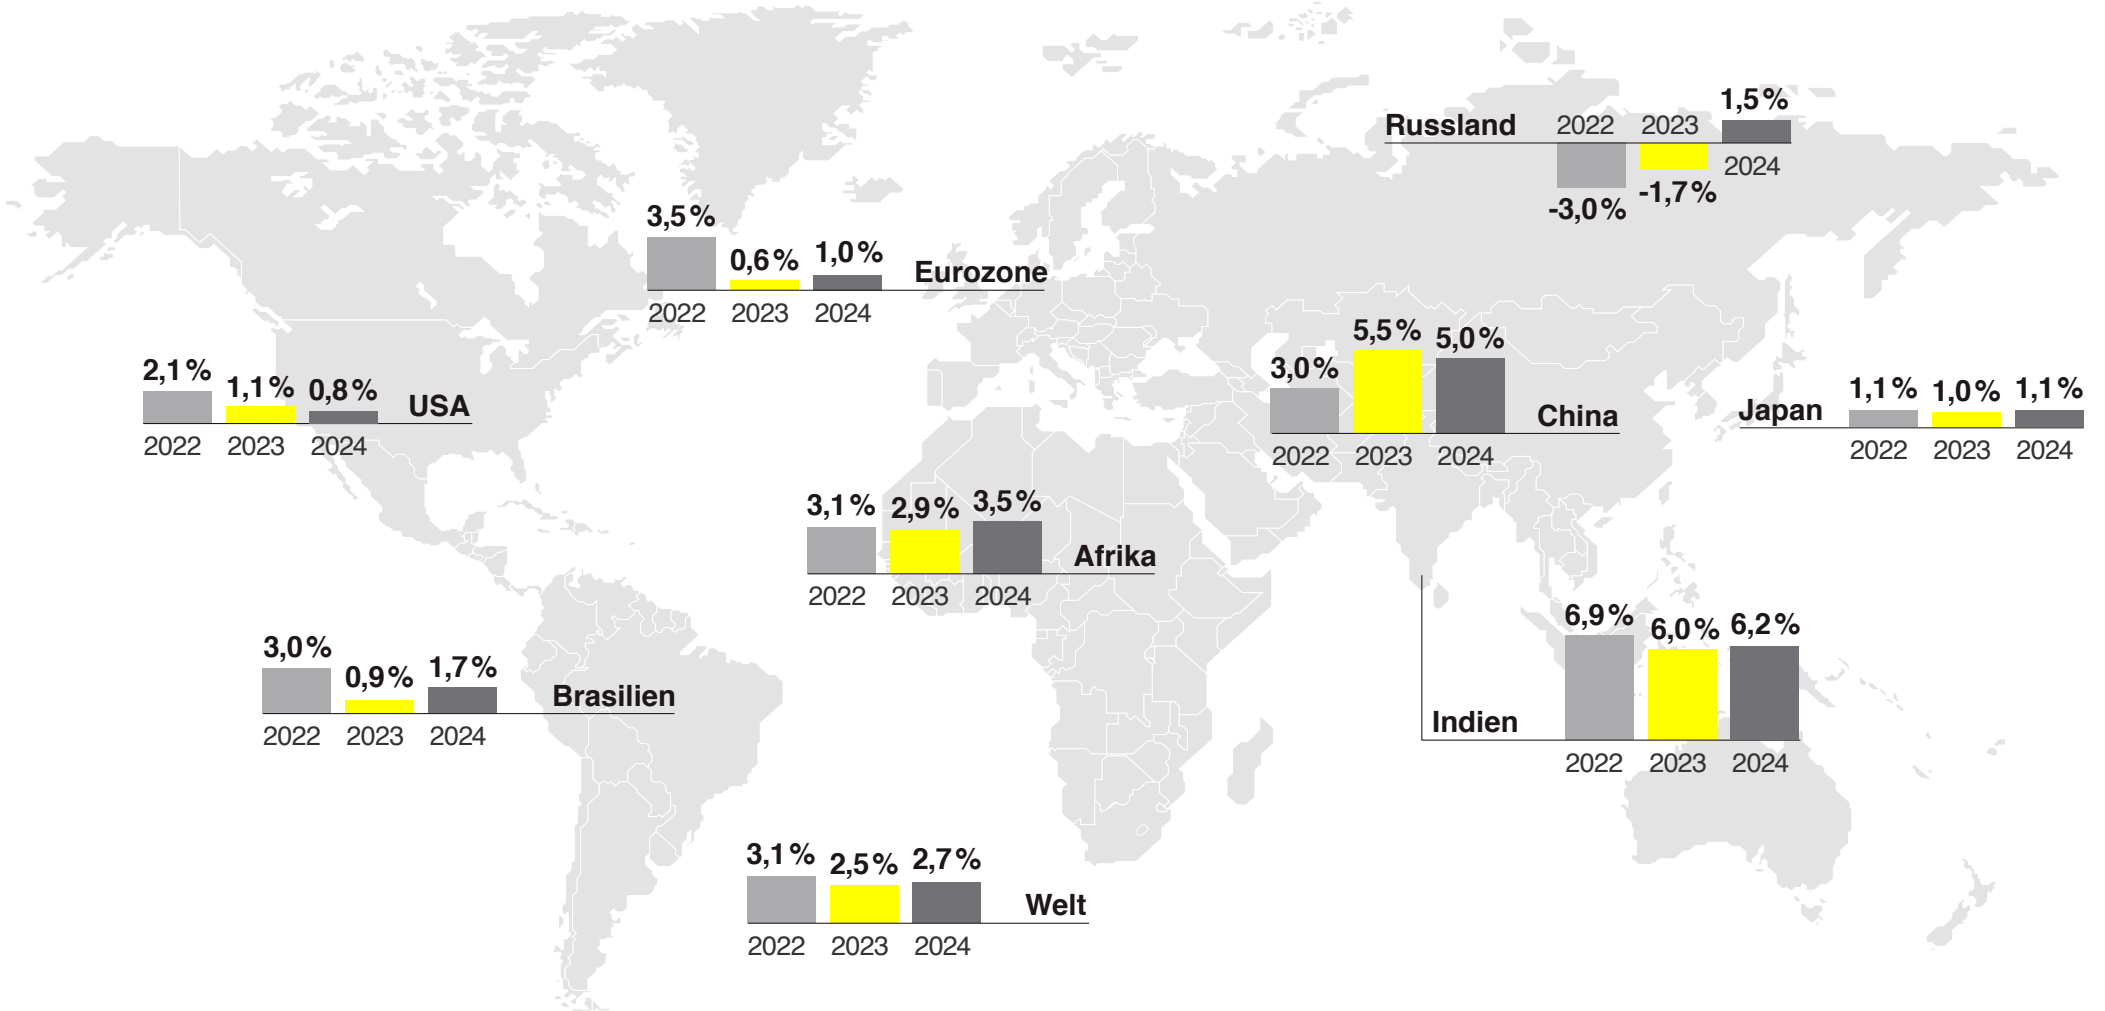 1,5 %
Russland 2022 2023
2024
-3,0 % -1,7 %
3,5 %
0,6 % 1,0 %
Eurozone
2022 2023 2024
2,1 % 1,1 % 0,8 %
USA
2022 2023 2024
3,0 % 5,5 % 5,0 %
China
2022 2023 2024
1,1 % 1,0 % 1,1 %
Japan
2022 2023 2024
3,1 % 2,9 % 3,5 %
Afrika
2022 2023 2024
3,0 % 0,9 % 1,7 %
Brasilien
2022 2023 2024
6,9 % 6,0 % 6,2 %
Indien
2022 2023 2024
3,1 % 2,5 % 2,7 %
Welt
2022 2023 2024